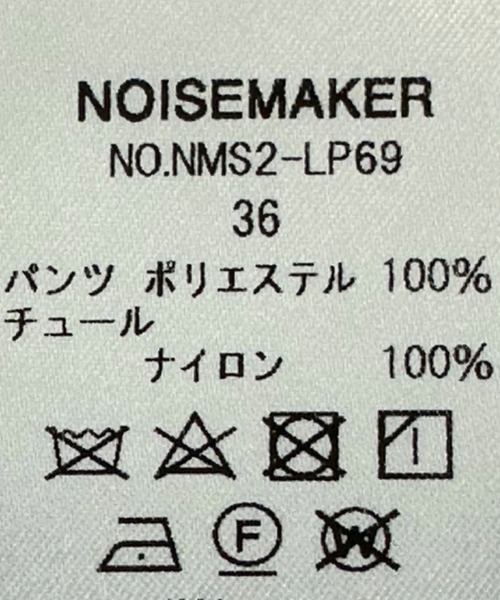 NOISEMAKER
NO.NMS2-LP69
36
パンツ ポリエステル 100%
チュール
ナイロン 100%
F
W